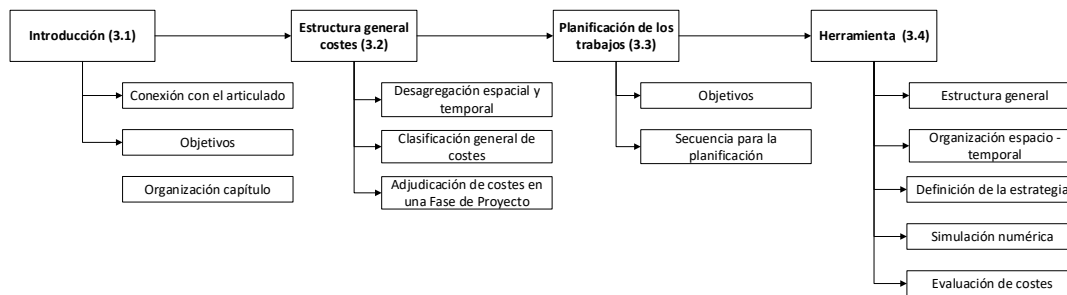 Introducción (3.1)
Conexión con el articulado
Objetivos
Organización capítulo
Estructura general
costes (3.2)
Desagregación espacial y
temporal
Clasificación general de
costes
Adjudicación de costes en
una Fase de Proyecto
Planificación de los
trabajos (3.3)
Objetivos
Secuencia para la
planificación
Herramienta (3.4)
Estructura general
Organización espacio -
temporal
Definición de la estrategia
Simulación numérica
Evaluación de costes